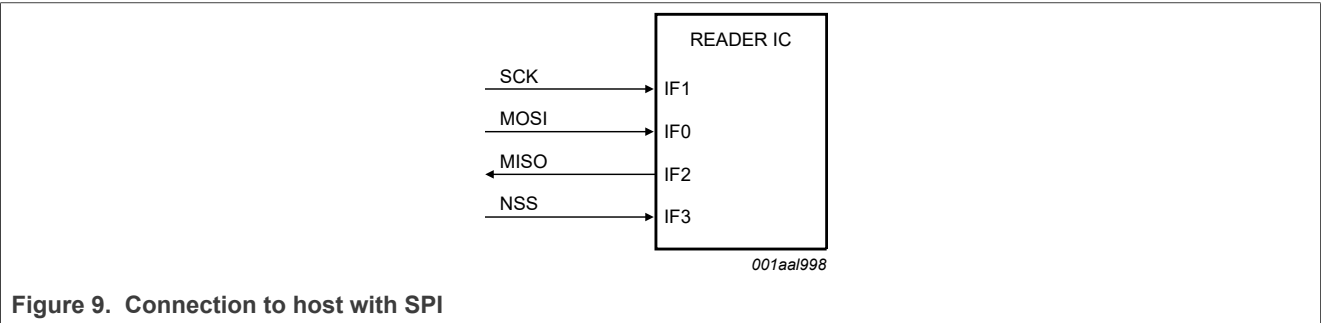 READER IC
SCK
IF1
MOSI
IF0
MISO
IF2
NSS
IF3
001aal998
Figure 9. Connection to host with SPI